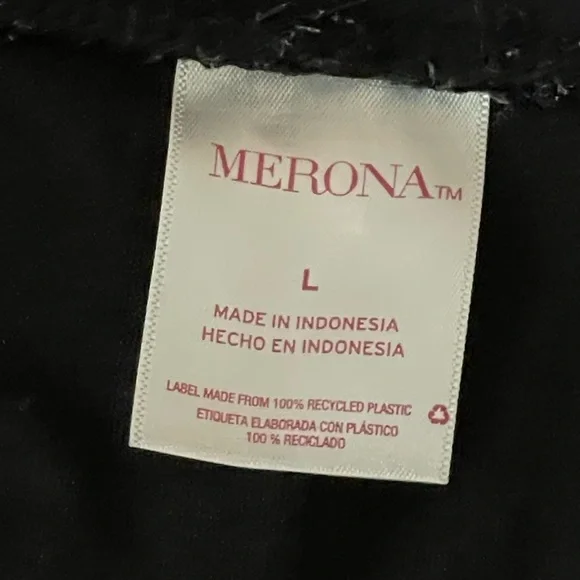 MERONA™
L
MADE IN INDONESIA
HECHO EN INDONESIA
LABEL MADE FROM 100% RECYCLED PLASTIC
ETIQUETA ELABORADA CON PLÁSTICO
100 % RECICLADO